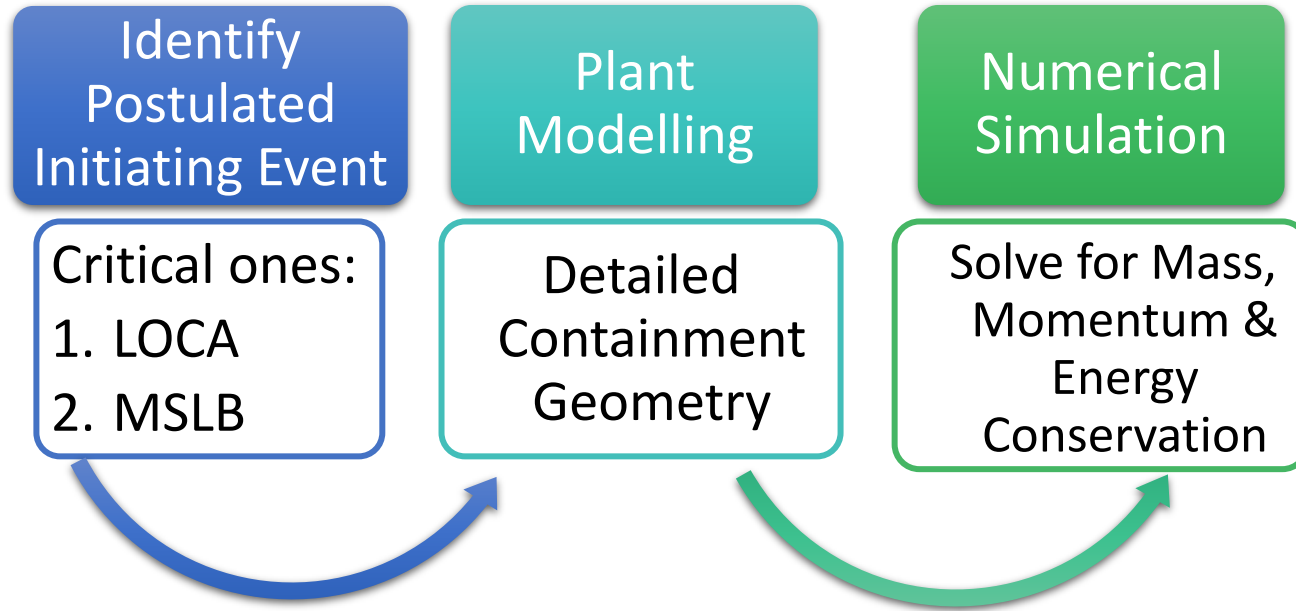 Identify
Postulated
Initiating Event
Critical ones:
1. LOCA
2. MSLB
Plant
Modelling
Detailed
Containment
Geometry
Numerical
Simulation
Solve for Mass,
Momentum &
Energy
Conservation